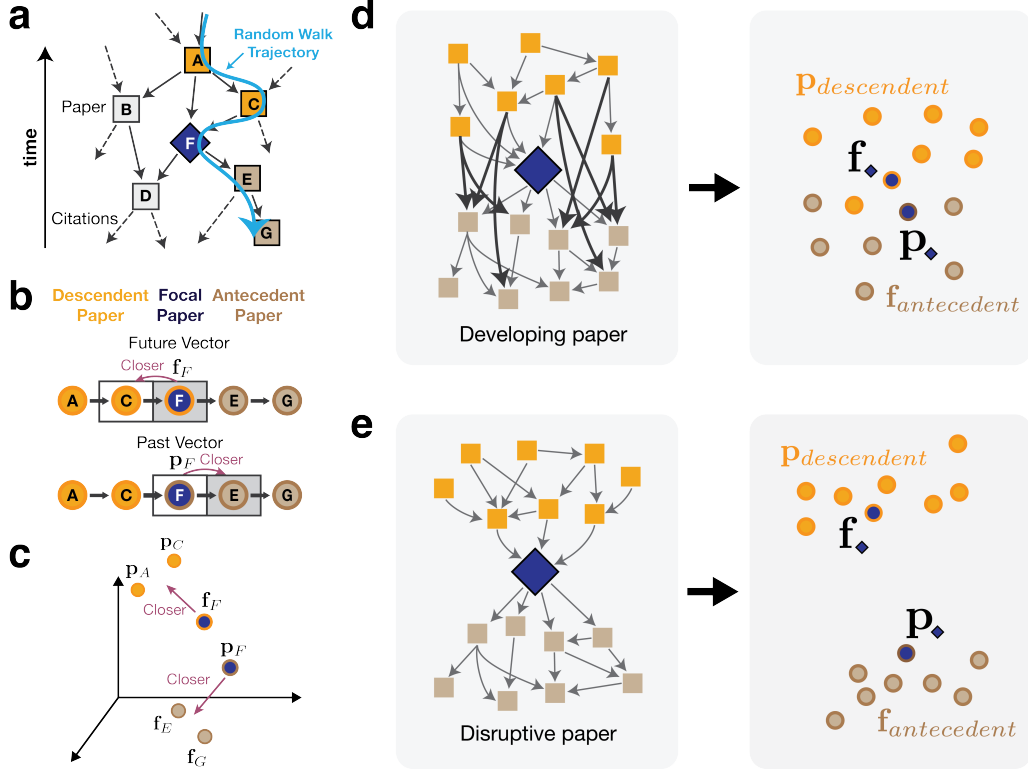 a
Random Walk
Trajectory
A
Paper
B
C
time
F
E
D
Citations
G
b
Descendent
Paper
Focal
Paper
Antecedent
Paper
Future Vector
Closer
f_F
A
C
F
E
G
Past Vector
p_F
Closer
A
C
F
E
G
c
p_C
p_A
f_F
Closer
p_F
Closer
f_E
f_G
d
Developing paper
p_descendent
f◆
p◆
f_antecedent
e
Disruptive paper
p_descendent
f◆
p◆
f_antecedent